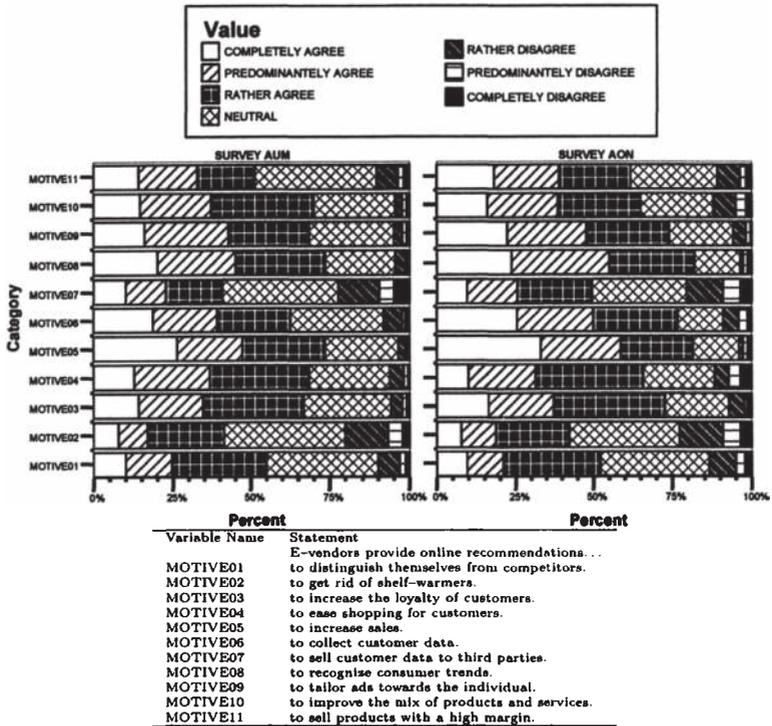 Value
COMPLETELY AGREE
PREDOMINANTELY AGREE
RATHER AGREE
NEUTRAL
RATHER DISAGREE
PREDOMINANTELY DISAGREE
COMPLETELY DISAGREE
SURVEY AUM SURVEY AON
Category
MOTIVE11
MOTIVE10
MOTIVE09
MOTIVE08
MOTIVE07
MOTIVE06
MOTIVE05
MOTIVE04
MOTIVE03
MOTIVE02
MOTIVE01
0% 25% 50% 75% 100% 0% 25% 50% 75% 100%
Percent Percent
Variable Name Statement
E-vendors provide online recommendations...
MOTIVE01 to distinguish themselves from competitors.
MOTIVE02 to get rid of shelf-warmers.
MOTIVE03 to increase the loyalty of customers.
MOTIVE04 to ease shopping for customers.
MOTIVE05 to increase sales.
MOTIVE06 to collect customer data.
MOTIVE07 to sell customer data to third parties.
MOTIVE08 to recognise consumer trends.
MOTIVE09 to tailor ads towards the individual.
MOTIVE10 to improve the mix of products and services.
MOTIVE11 to sell products with a high margin.